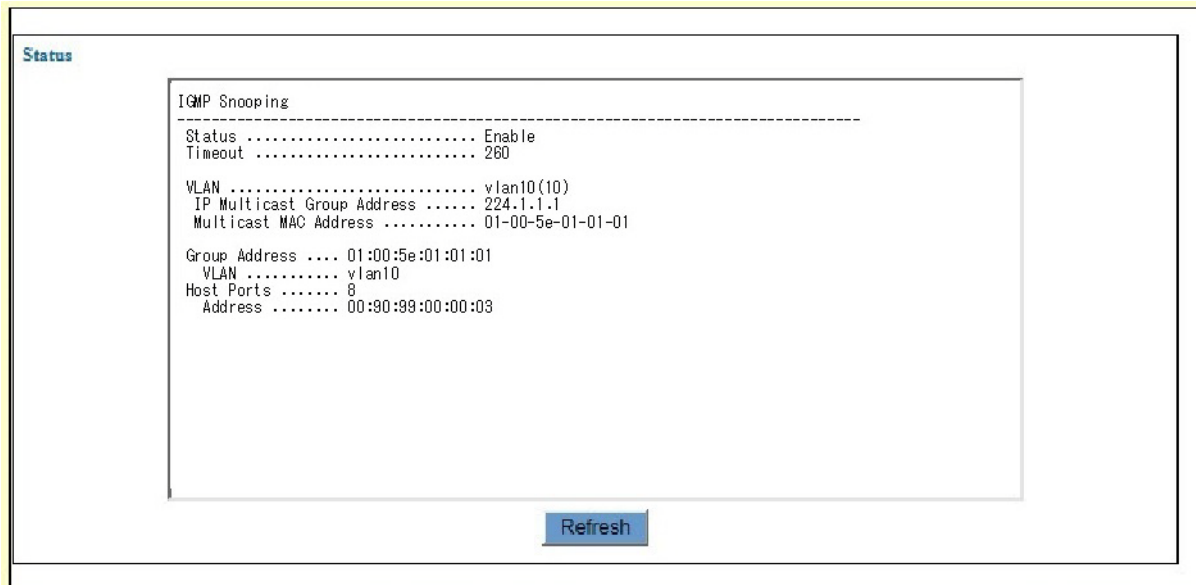 Status
IGMP Snooping
-------------------------------------------------------------------------------
Status ........................... Enable
Timeout .......................... 260
VLAN ............................. vlan10(10)
IP Multicast Group Address ...... 224.1.1.1
Multicast MAC Address ........... 01-00-5e-01-01-01
Group Address .... 01:00:5e:01:01:01
VLAN ........... vlan10
Host Ports ....... 8
Address ........ 00:90:99:00:00:03
Refresh